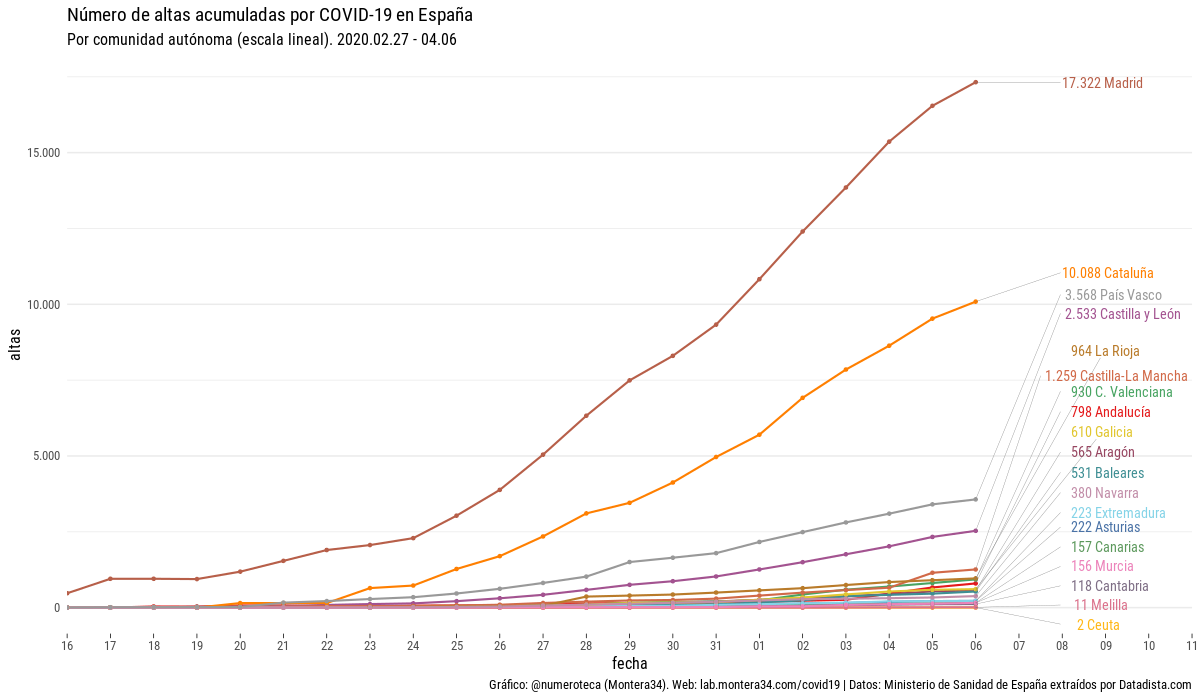 Número de altas acumuladas por COVID-19 en España
Por comunidad autónoma (escala lineal). 2020.02.27 - 04.06
17.322 Madrid
15.000
10.088 Cataluña
3.568 País Vasco
10.000
2.533 Castilla y León
altas
964 La Rioja
1.259 Castilla-La Mancha
930 C. Valenciana
798 Andalucía
610 Galicia
5.000
565 Aragón
531 Baleares
380 Navarra
223 Extremadura
222 Asturias
157 Canarias
156 Murcia
118 Cantabria
0
11 Melilla
2 Ceuta
16 17 18 19 20 21 22 23 24 25 26 27 28 29 30 31 01 02 03 04 05 06 07 08 09 10 11
fecha
Gráfico: @numeroteca (Montera34). Web: lab.montera34.com/covid19 | Datos: Ministerio de Sanidad de España extraídos por Datadista.com